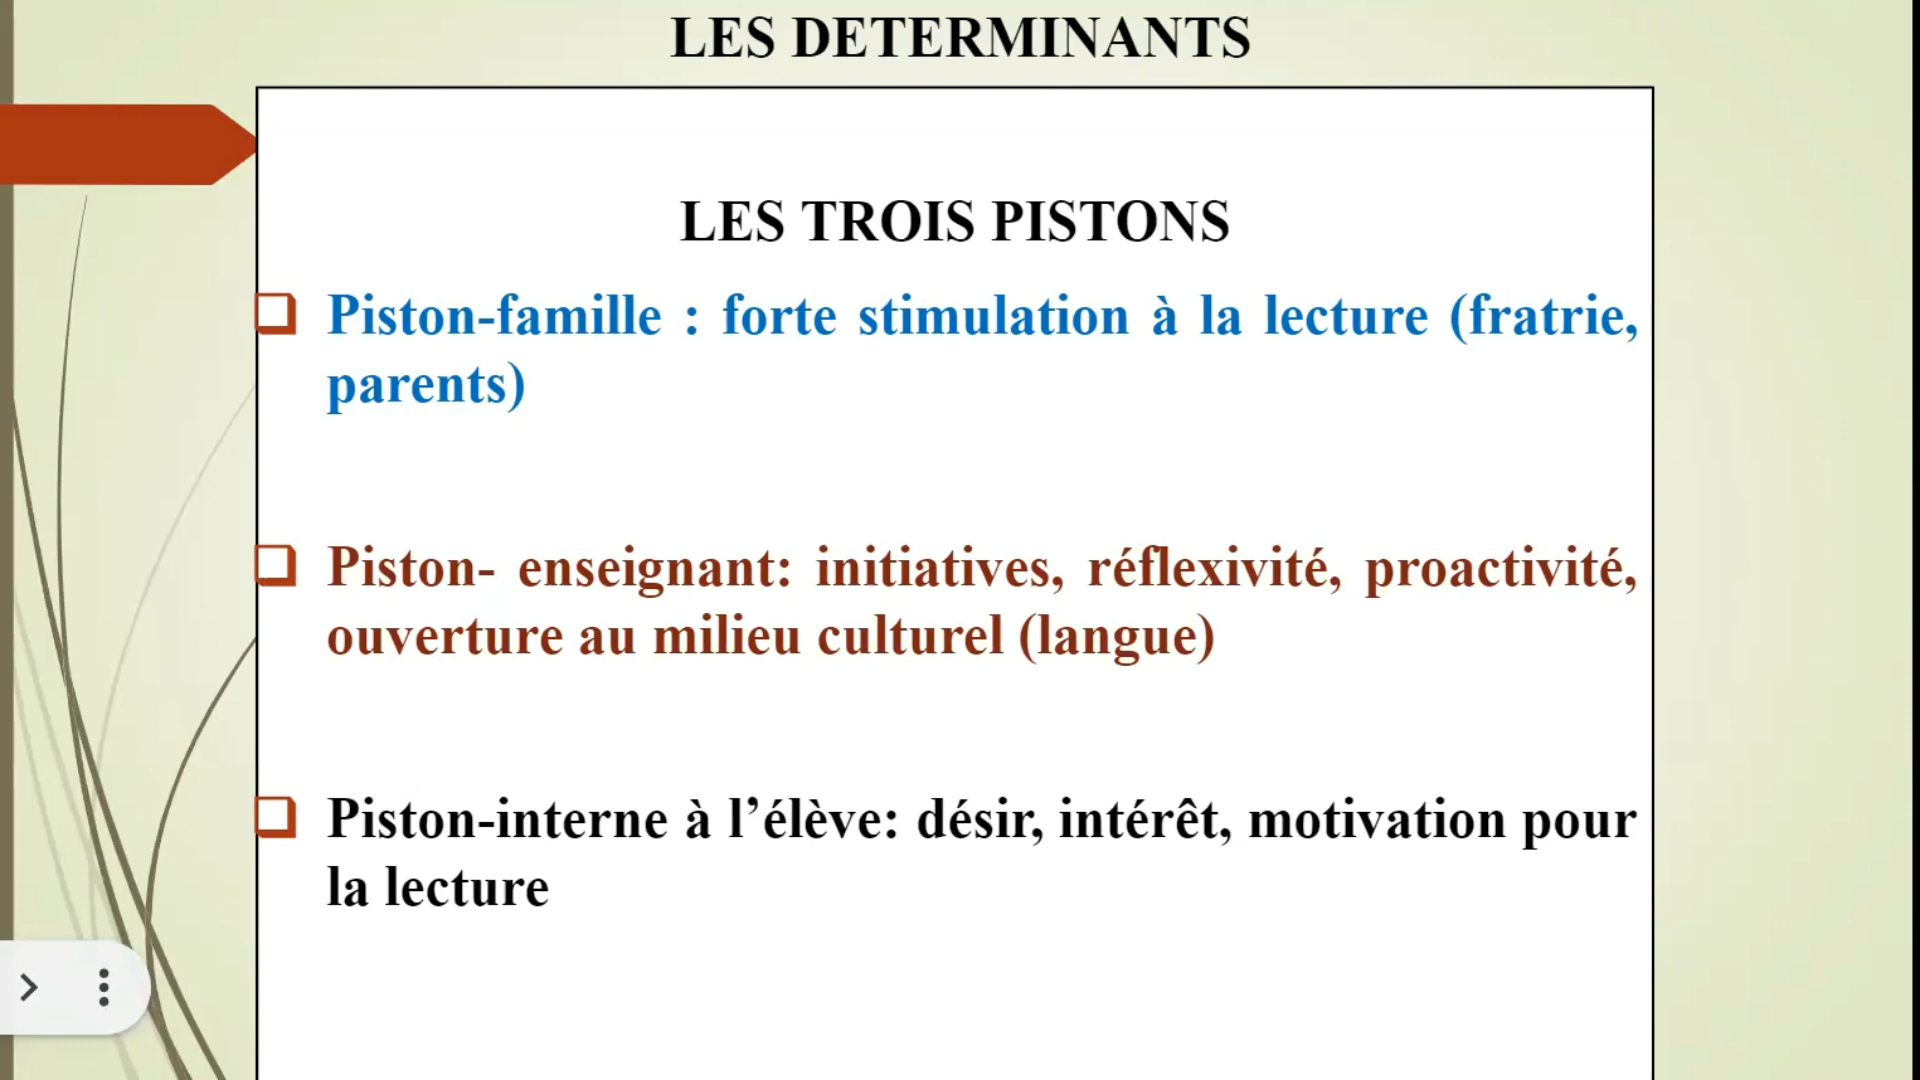 LES DETERMINANTS
LES TROIS PISTONS
Piston-famille : forte stimulation à la lecture (fratrie,
parents)
Piston- enseignant: initiatives, réflexivité, proactivité,
ouverture au milieu culturel (langue)
Piston-interne à l’élève: désir, intérêt, motivation pour
la lecture